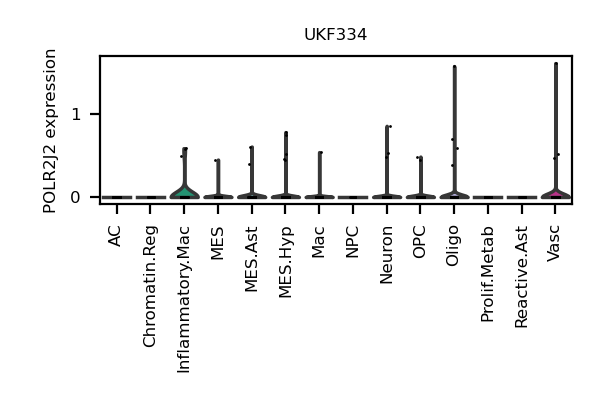 UKF334
POLR2J2 expression
1
0
AC
Chromatin.Reg
Inflammatory.Mac
MES
MES.Ast
MES.Hyp
Mac
NPC
Neuron
OPC
Oligo
Prolif.Metab
Reactive.Ast
Vasc